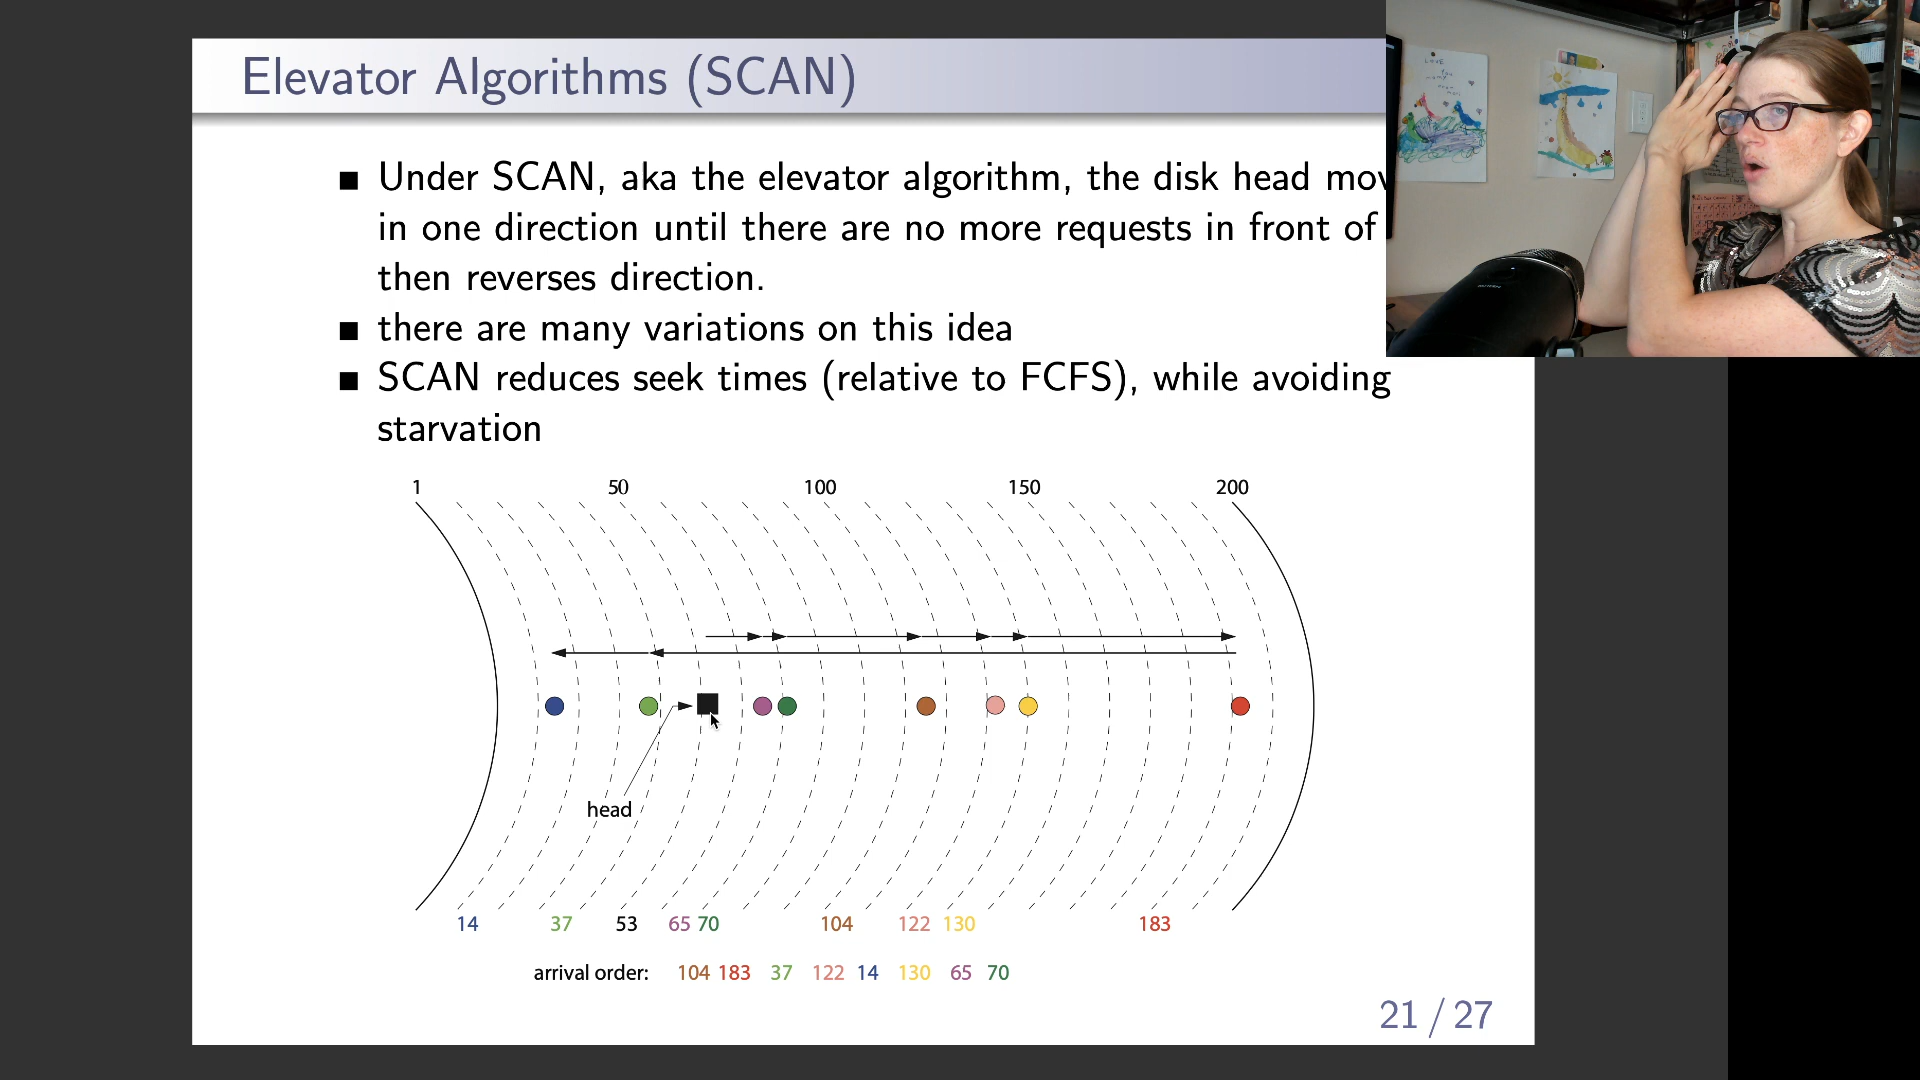 Elevator Algorithms (SCAN)
Under SCAN, aka the elevator algorithm, the disk head mov
in one direction until there are no more requests in front of
then reverses direction.
there are many variations on this idea
SCAN reduces seek times (relative to FCFS), while avoiding
starvation
1 50 100 150 200
head
14 37 53 65 70 104 122 130 183
arrival order: 104 183 37 122 14 130 65 70
21 / 27